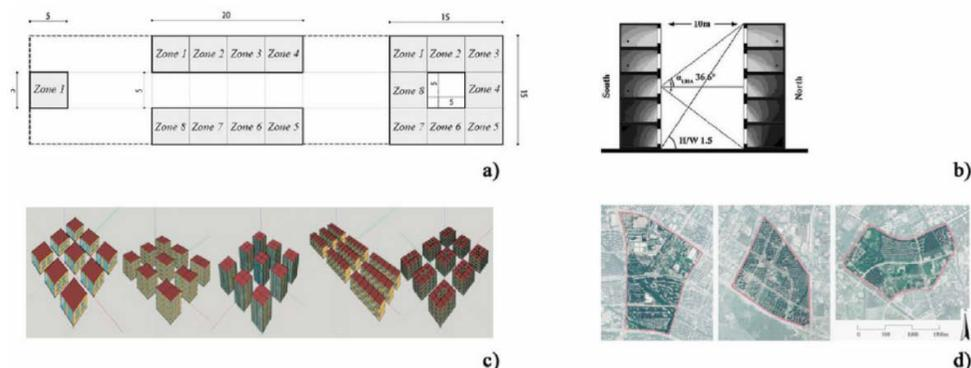 5
20
15
Zone 1 Zone 2 Zone 3 Zone 4
Zone 1 Zone 2 Zone 3
Zone 1
5
Zone 8
5
5
Zone 4
15
Zone 8 Zone 7 Zone 6 Zone 5
Zone 7 Zone 6 Zone 5
a)
10m
36.6°
South
North
H/W 1.5
b)
c)
0
d)